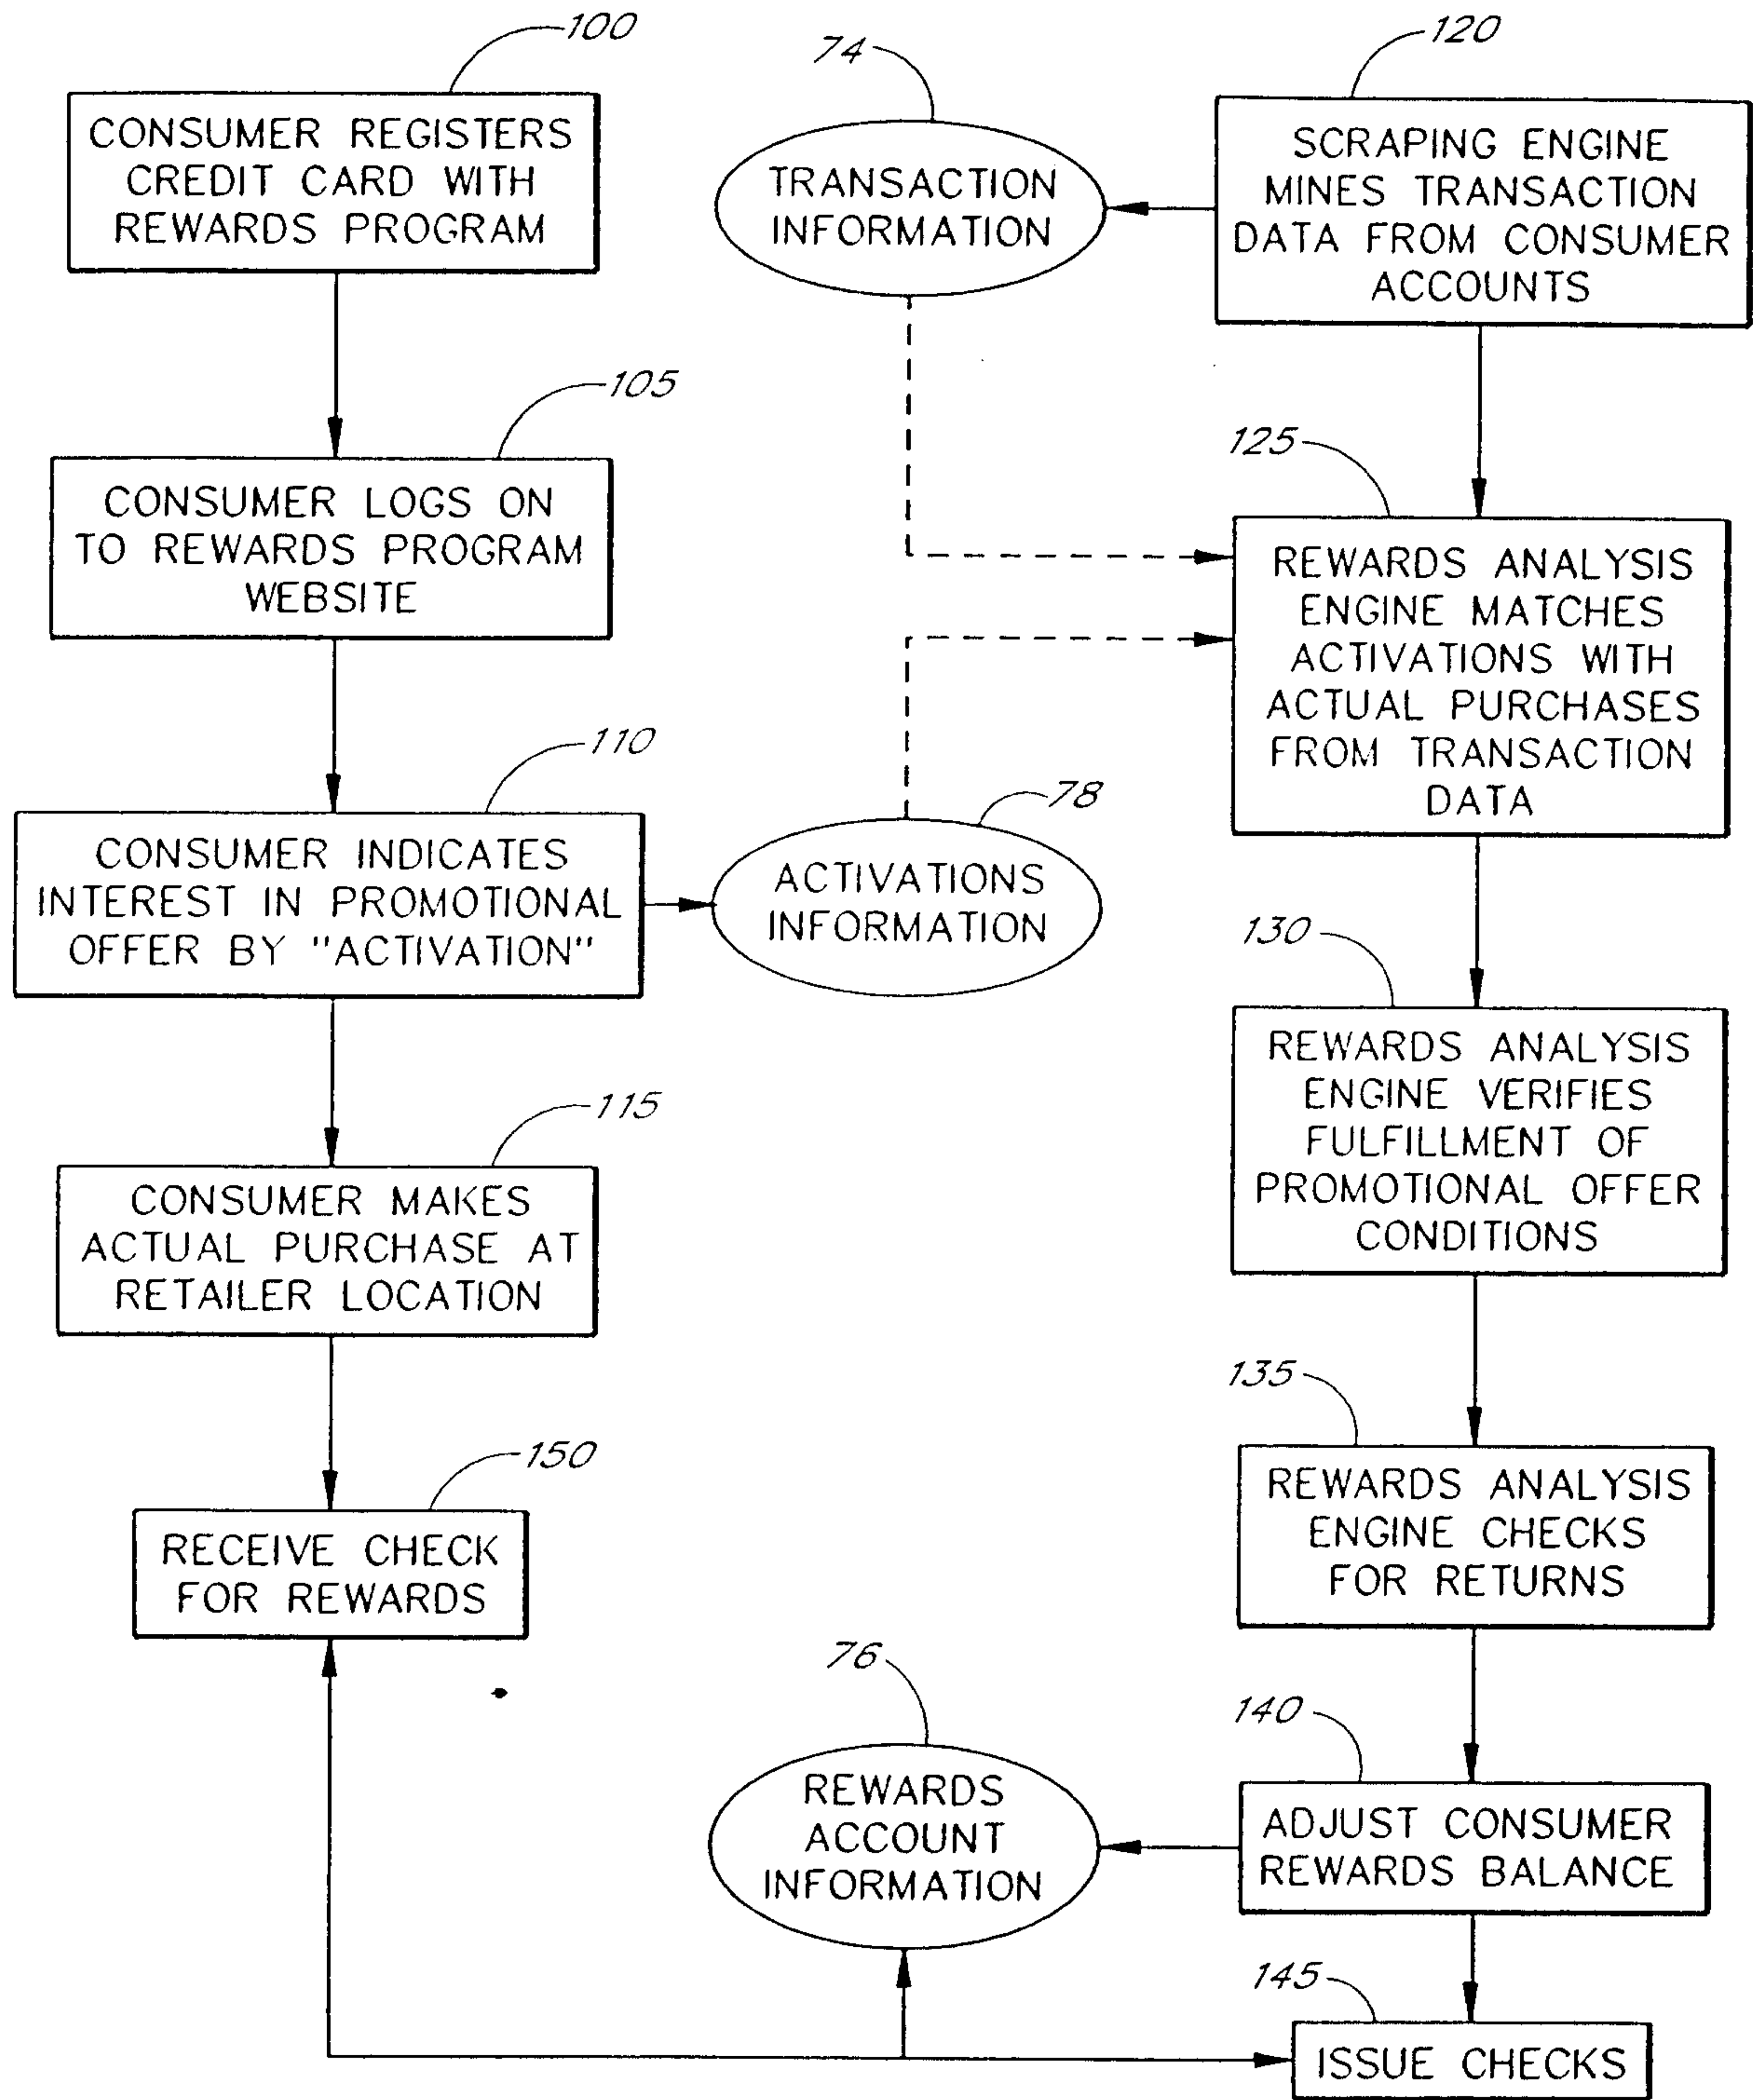 100
CONSUMER REGISTERS
CREDIT CARD WITH
REWARDS PROGRAM
105
CONSUMER LOGS ON
TO REWARDS PROGRAM
WEBSITE
110
CONSUMER INDICATES
INTEREST IN PROMOTIONAL
OFFER BY "ACTIVATION"
115
CONSUMER MAKES
ACTUAL PURCHASE AT
RETAILER LOCATION
150
RECEIVE CHECK
FOR REWARDS
74
TRANSACTION
INFORMATION
78
ACTIVATIONS
INFORMATION
76
REWARDS
ACCOUNT
INFORMATION
120
SCRAPING ENGINE
MINES TRANSACTION
DATA FROM CONSUMER
ACCOUNTS
125
REWARDS ANALYSIS
ENGINE MATCHES
ACTIVATIONS WITH
ACTUAL PURCHASES
FROM TRANSACTION
DATA
130
REWARDS ANALYSIS
ENGINE VERIFIES
FULFILLMENT OF
PROMOTIONAL OFFER
CONDITIONS
135
REWARDS ANALYSIS
ENGINE CHECKS
FOR RETURNS
140
ADJUST CONSUMER
REWARDS BALANCE
145
ISSUE CHECKS